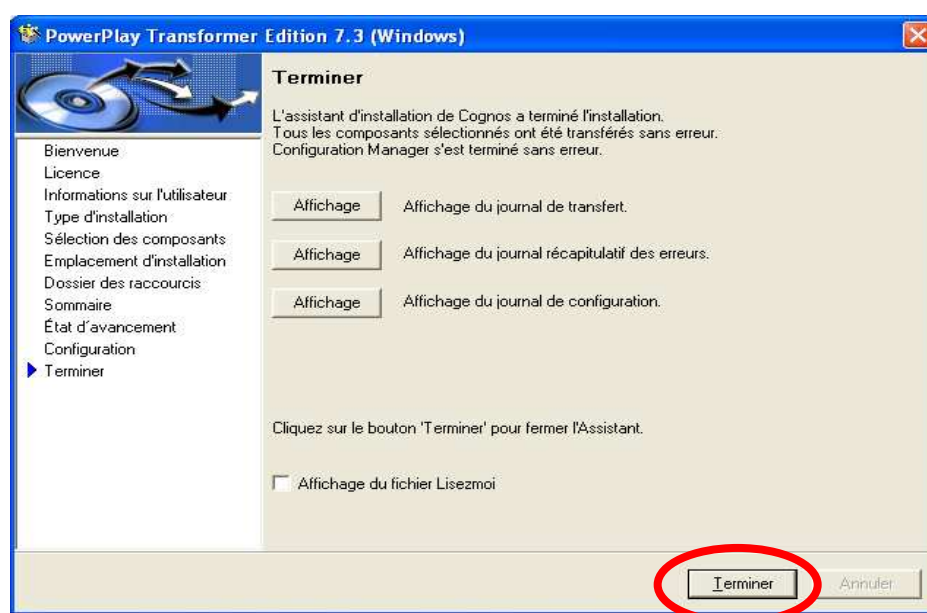 PowerPlay Transformer Edition 7.3 (Windows)
Terminer
L'assistant d'installation de Cognos a terminé l'installation.
Tous les composants sélectionnés ont été transférés sans erreur.
Configuration Manager s'est terminé sans erreur.
Bienvenue
Licence
Informations sur l'utilisateur
Type d'installation
Sélection des composants
Emplacement d'installation
Dossier des raccourcis
Sommaire
État d´avancement
Configuration
Terminer
Affichage Affichage du journal de transfert.
Affichage Affichage du journal récapitulatif des erreurs.
Affichage Affichage du journal de configuration.
Cliquez sur le bouton 'Terminer' pour fermer l'Assistant.
Affichage du fichier Lisezmoi
Terminer Annuler